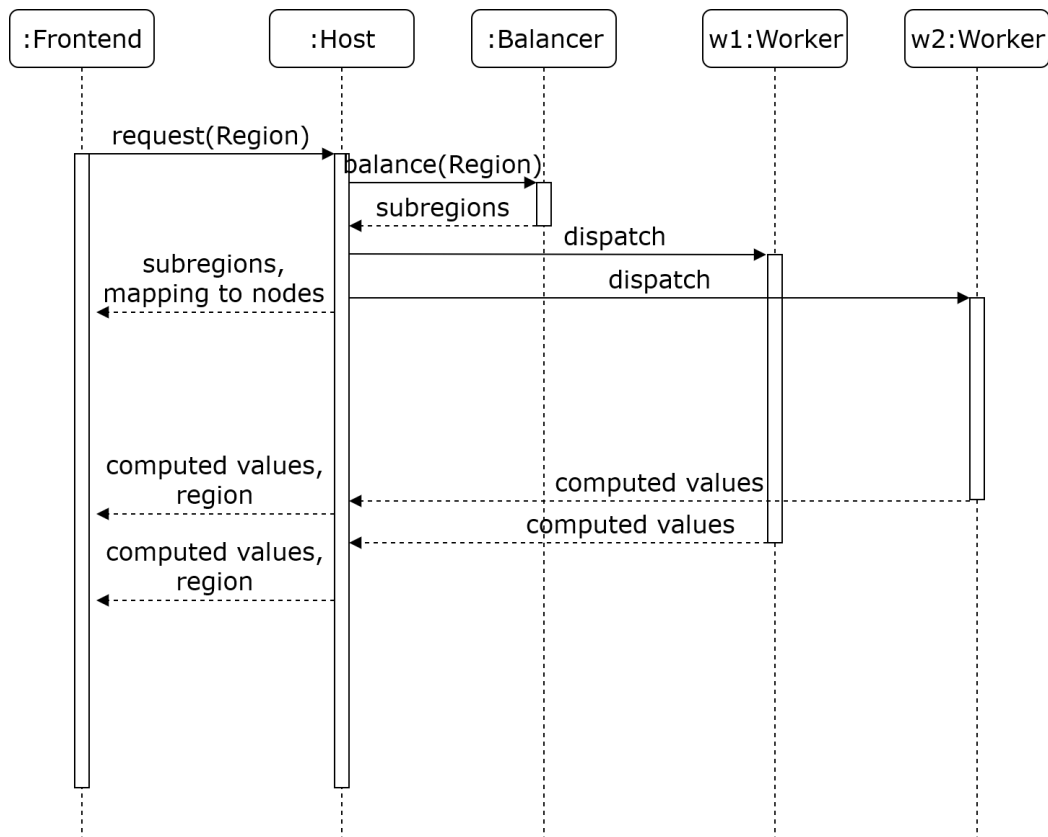 :Frontend
:Host
:Balancer
w1:Worker
w2:Worker
request(Region)
balance(Region)
subregions
dispatch
subregions,
mapping to nodes
dispatch
computed values,
region
computed values
computed values
computed values,
region